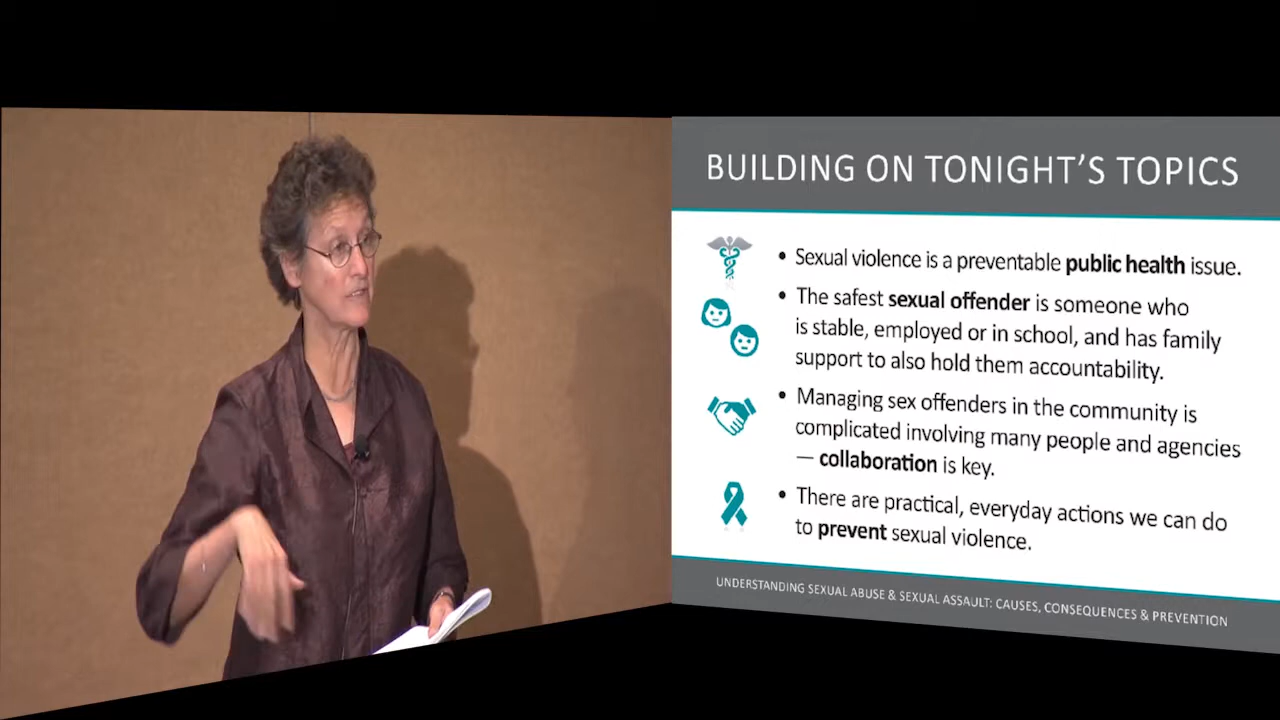 BUILDING ON TONIGHT'S TOPICS
• Sexual violence is a preventable public health issue.
• The safest sexual offender is someone who
is stable, employed or in school, and has family
support to also hold them accountability.
• Managing sex offenders in the community is
complicated involving many people and agencies
— collaboration is key.
• There are practical, everyday actions we can do
to prevent sexual violence.
UNDERSTANDING SEXUAL ABUSE & SEXUAL ASSAULT: CAUSES, CONSEQUENCES & PREVENTION